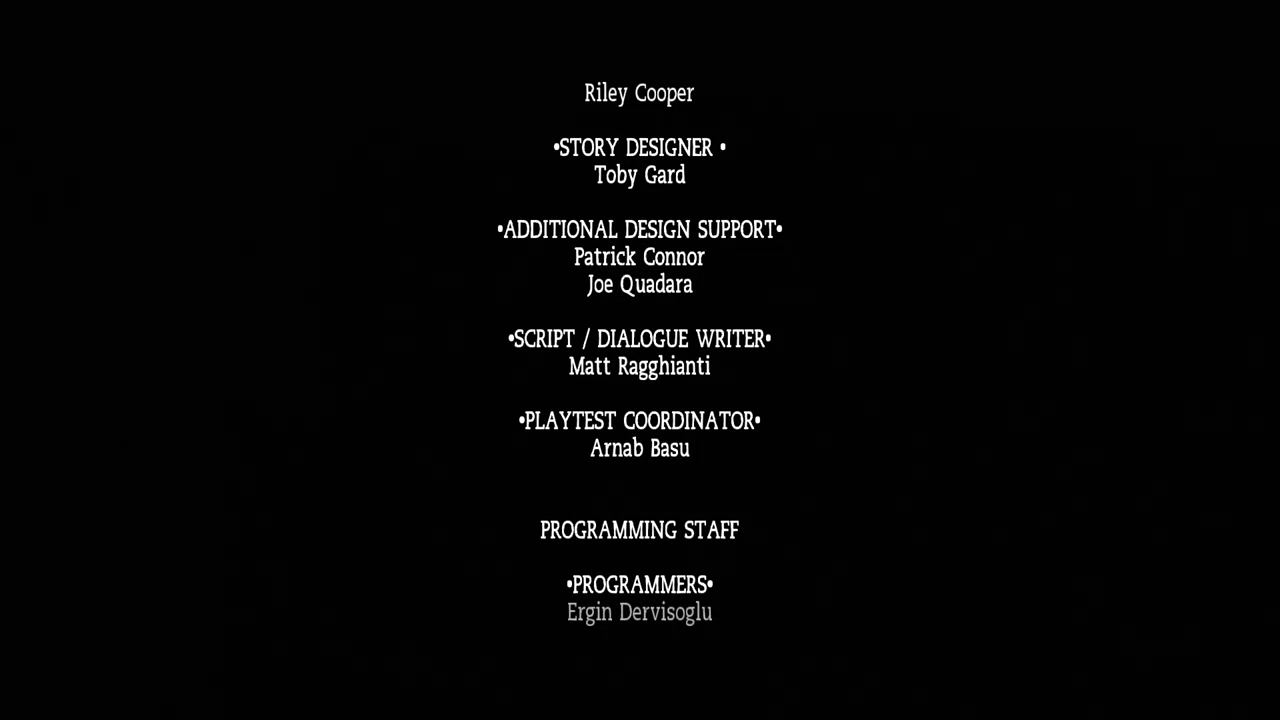 Riley Cooper
•STORY DESIGNER •
Toby Gard
•ADDITIONAL DESIGN SUPPORT•
Patrick Connor
Joe Quadara
•SCRIPT / DIALOGUE WRITER•
Matt Ragghianti
•PLAYTEST COORDINATOR•
Arnab Basu
PROGRAMMING STAFF
•PROGRAMMERS•
Ergin Dervisoglu